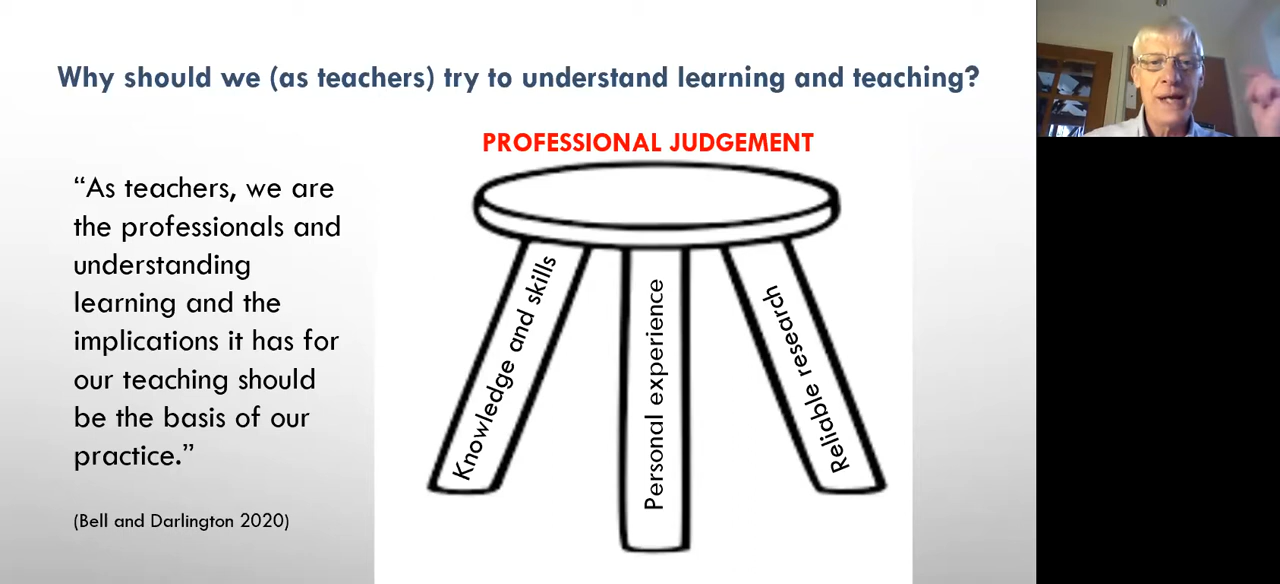 Why should we (as teachers) try to understand learning and teaching?
PROFESSIONAL JUDGEMENT
“As teachers, we are
the professionals and
understanding
learning and the
implications it has for
our teaching should
be the basis of our
practice.”
(Bell and Darlington 2020)
Knowledge and skills
Personal experience
Reliable research